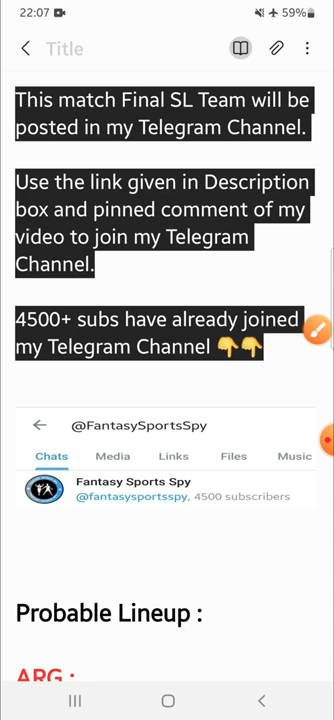 22:07 59%
Title
This match Final SL Team will be
posted in my Telegram Channel.
Use the link given in Description
box and pinned comment of my
video to join my Telegram
Channel.
4500+ subs have already joined
my Telegram Channel 👇👇
@FantasySportsSpy
Chats Media Links Files Music
Fantasy Sports Spy
@fantasysportsspy, 4500 subscribers
Probable Lineup :
ARG :